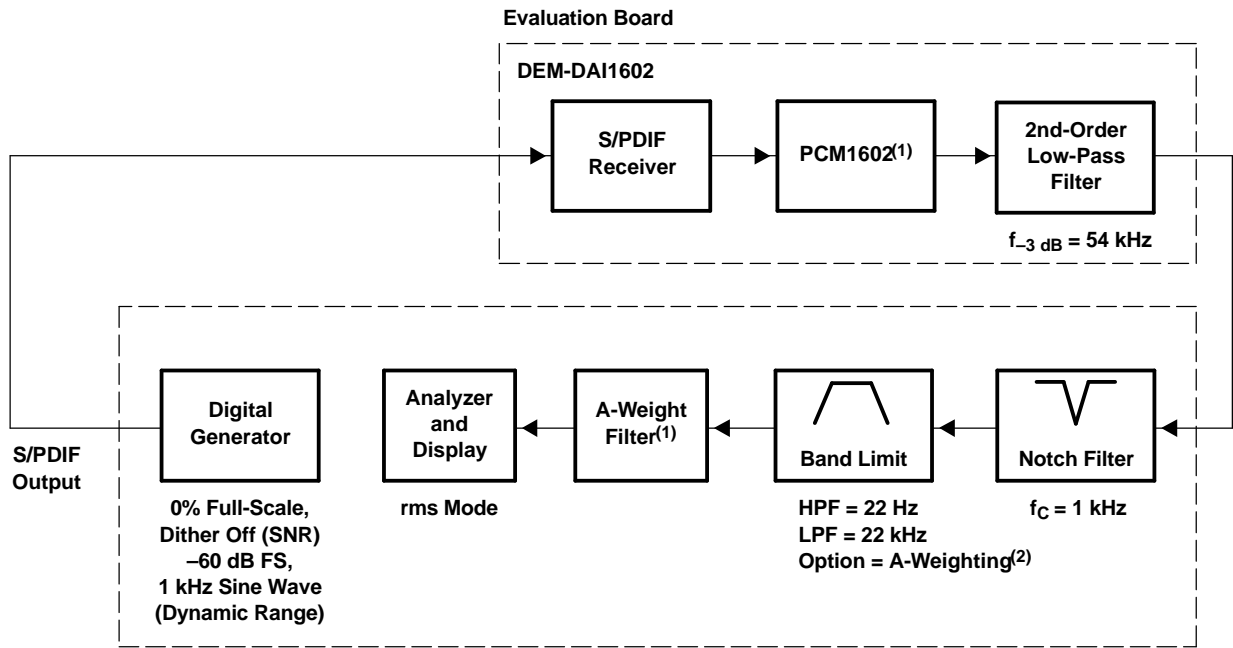 Evaluation Board
DEM-DAI1602
S/PDIF
Receiver
PCM1602(1)
2nd-Order
Low-Pass
Filter
f–3 dB = 54 kHz
S/PDIF
Output
Digital
Generator
0% Full-Scale,
Dither Off (SNR)
–60 dB FS,
1 kHz Sine Wave
(Dynamic Range)
Analyzer
and
Display
rms Mode
A-Weight
Filter(1)
Band Limit
HPF = 22 Hz
LPF = 22 kHz
Option = A-Weighting(2)
Notch Filter
fC = 1 kHz